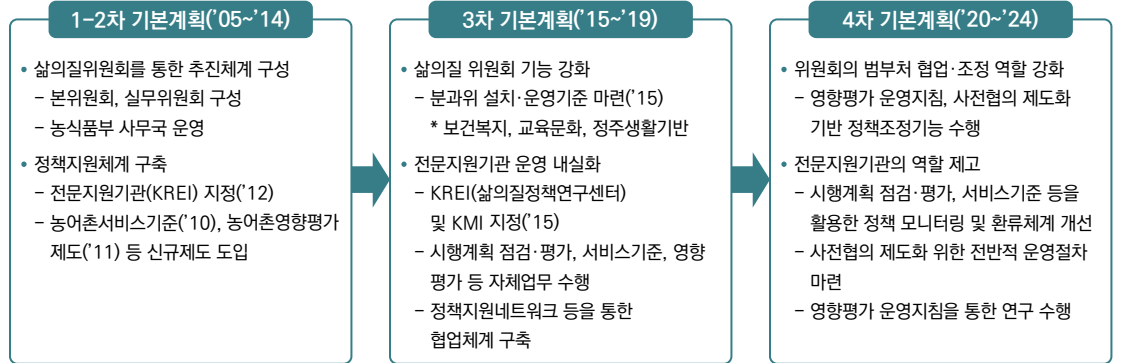 1-2차 기본계획('05~'14)
• 삶의질위원회를 통한 추진체계 구성
- 본위원회, 실무위원회 구성
- 농식품부 사무국 운영
• 정책지원체계 구축
- 전문지원기관(KREI) 지정('12)
- 농어촌서비스기준('10), 농어촌영향평가
제도('11) 등 신규제도 도입
3차 기본계획('15~'19)
• 삶의질 위원회 기능 강화
- 분과위 설치·운영기준 마련('15)
* 보건복지, 교육문화, 정주생활기반
• 전문지원기관 운영 내실화
- KREI(삶의질정책연구센터)
및 KMI 지정('15)
- 시행계획 점검·평가, 서비스기준, 영향
평가 등 자체업무 수행
- 정책지원네트워크 등을 통한
협업체계 구축
4차 기본계획('20~'24)
• 위원회의 범부처 협업·조정 역할 강화
- 영향평가 운영지침, 사전협의 제도화
기반 정책조정기능 수행
• 전문지원기관의 역할 제고
- 시행계획 점검·평가, 서비스기준 등을
활용한 정책 모니터링 및 환류체계 개선
- 사전협의 제도화 위한 전반적 운영절차
마련
- 영향평가 운영지침을 통한 연구 수행